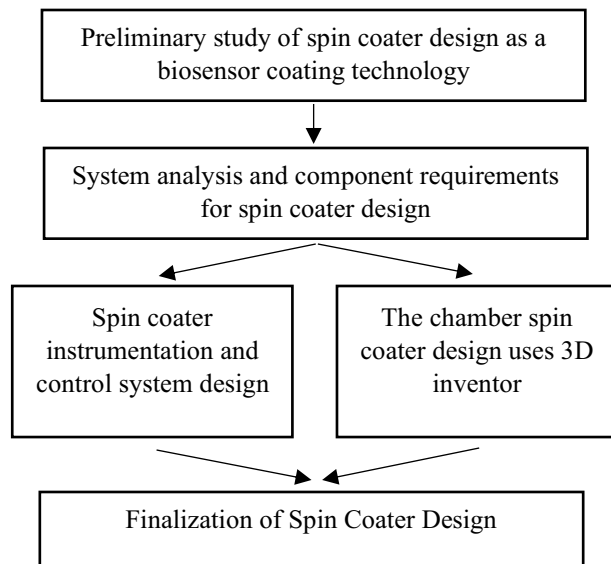 Preliminary study of spin coater design as a
biosensor coating technology
System analysis and component requirements
for spin coater design
Spin coater
instrumentation and
control system design
The chamber spin
coater design uses 3D
inventor
Finalization of Spin Coater Design